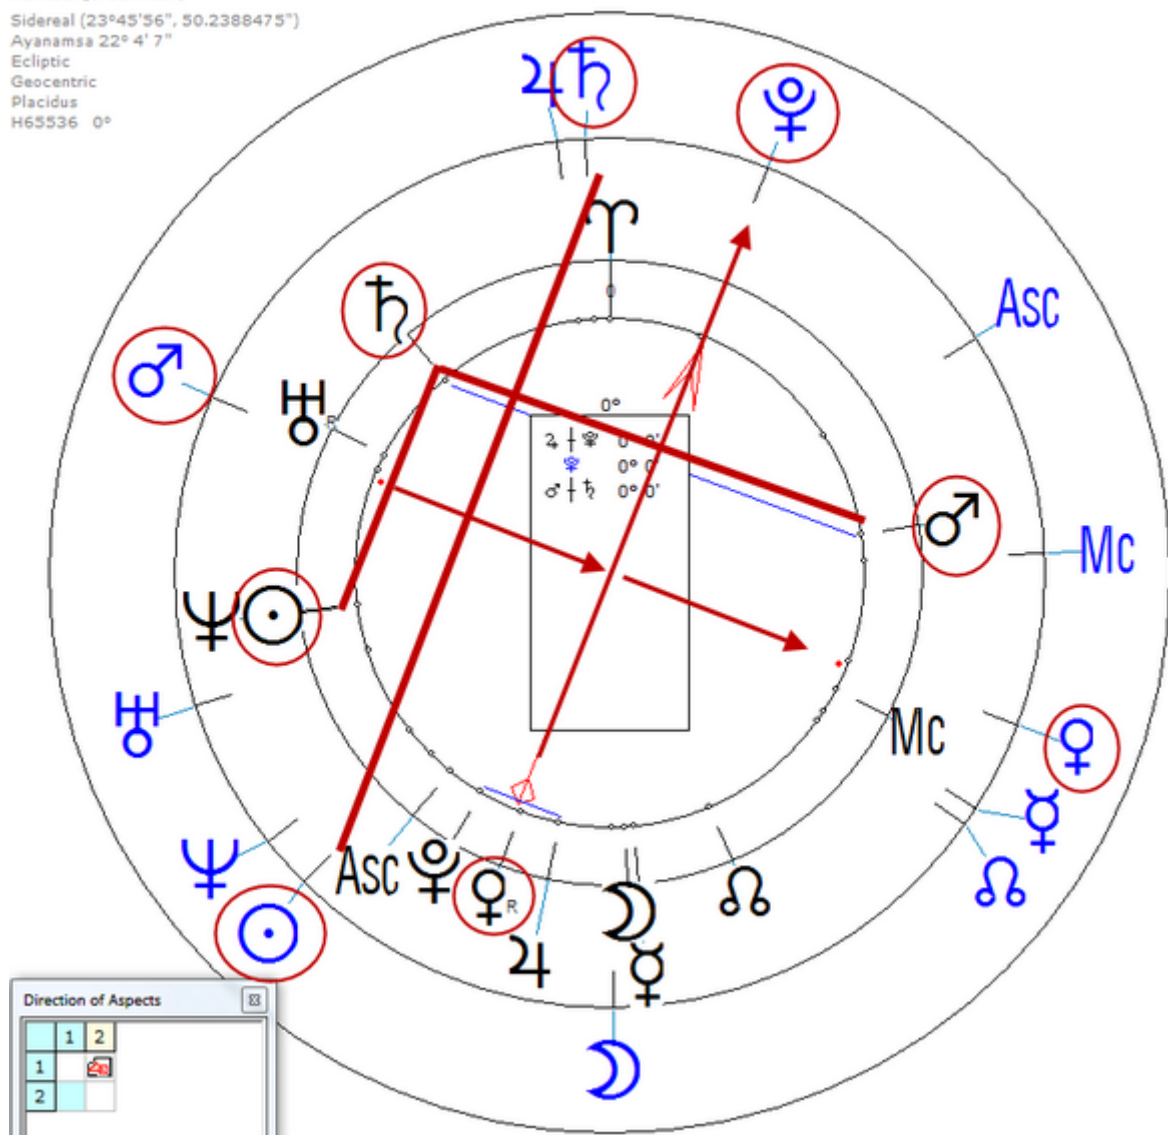 Sidereal (23°45'56", 50.2388475")
Ayanamsa 22° 4' 7"
Ecliptic
Geocentric
Placidus
H65536 0°
♃ ♄ ♇
♈
0
♄
Asc
♂
♅ R
0°
♃ ┼ ♇ 0° 0'
♇ 0° 0'
♂ ┼ ♄ 0° 0'
♂
Mc
♆ ☉
♅
Mc
♀
☿
♆
Asc ♇ ♀ R
☊
☉
☽
☊
♃
☿
☽
Direction of Aspects
1 2
1
2